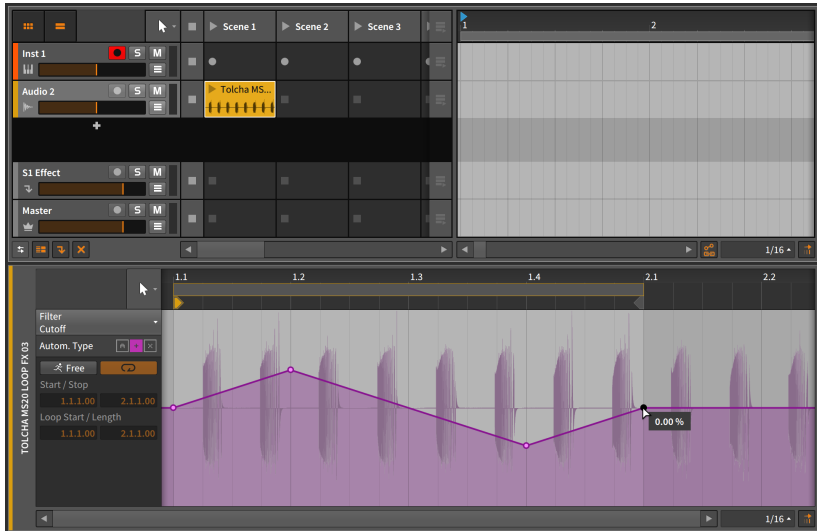 Scene 1
Scene 2
Scene 3
1
2
Inst 1
S
M
Audio 2
S
M
Tolcha MS...
S1 Effect
S
M
Master
S
M
1/16
1.1
1.2
1.3
1.4
2.1
2.2
Filter
Cutoff
Autom. Type
Free
Start / Stop
1.1.1.00
2.1.1.00
Loop Start / Length
1.1.1.00
2.1.1.00
TOLCHA MS20 LOOP FX 03
0.00 %
1/16